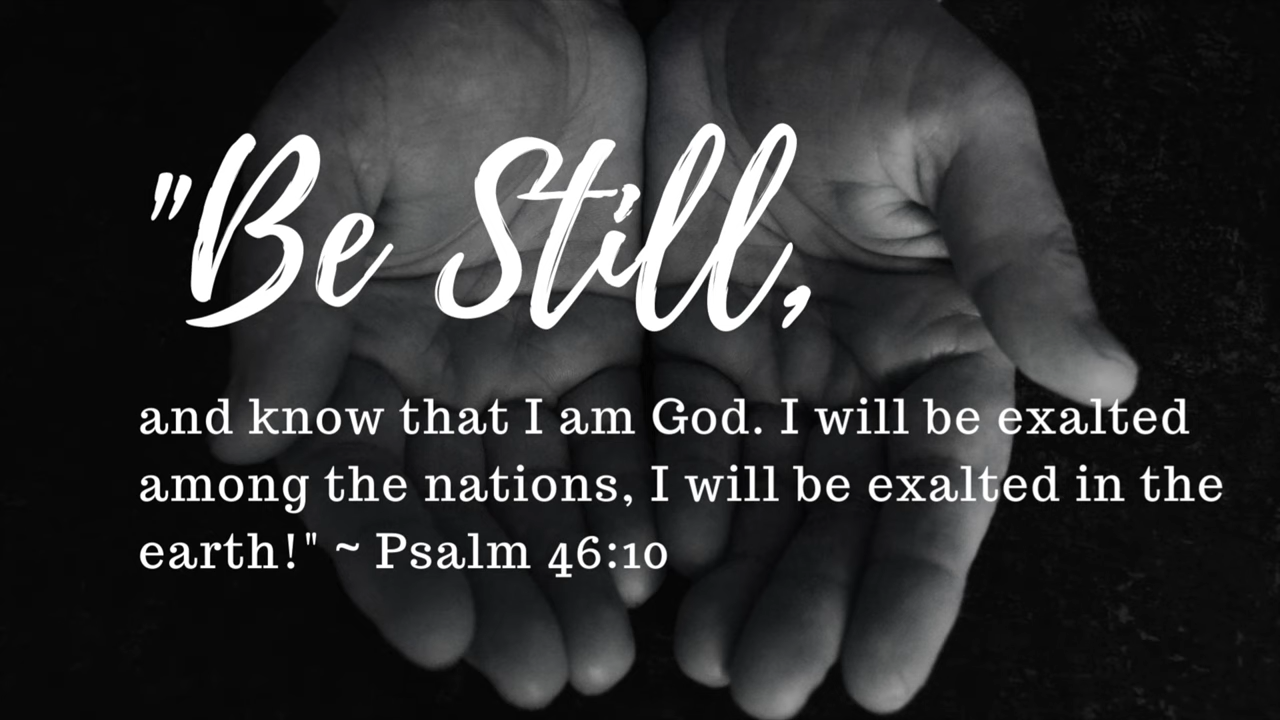 "Be Still,
and know that I am God. I will be exalted
among the nations, I will be exalted in the
earth!" ~ Psalm 46:10